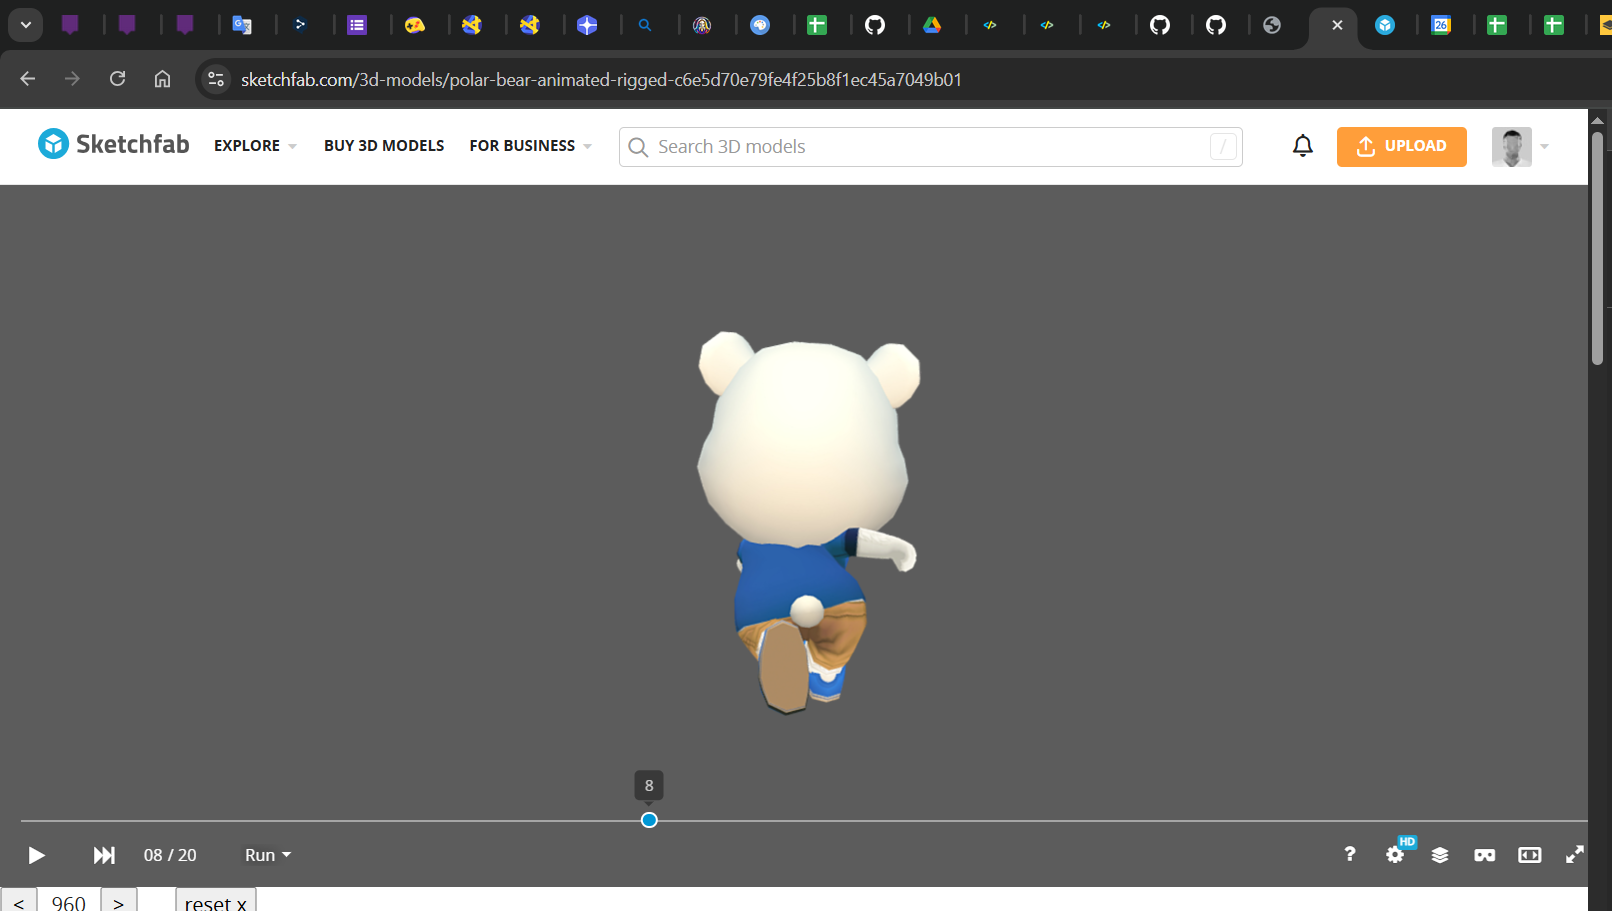 26
sketchfab.com/3d-models/polar-bear-animated-rigged-c6e5d70e79fe4f25b8f1ec45a7049b01
Sketchfab EXPLORE BUY 3D MODELS FOR BUSINESS Search 3D models / UPLOAD
8
08 / 20 Run ? HD
< 960 > reset x